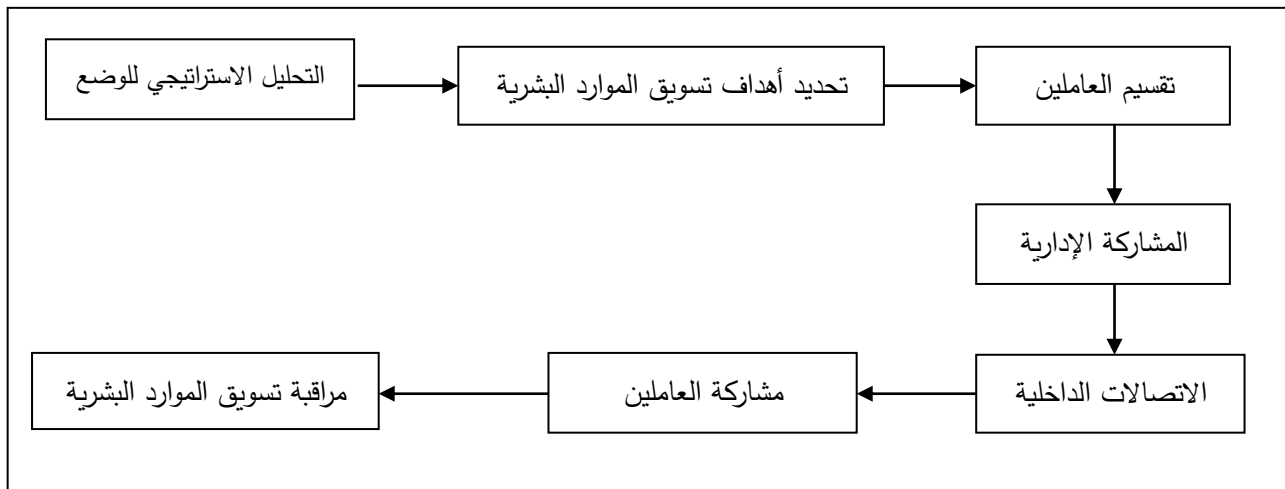 التحليل الاستراتيجي للوضع
تحديد أهداف تسويق الموارد البشرية
تقسيم العاملين
المشاركة الإدارية
الاتصالات الداخلية
مشاركة العاملين
مراقبة تسويق الموارد البشرية